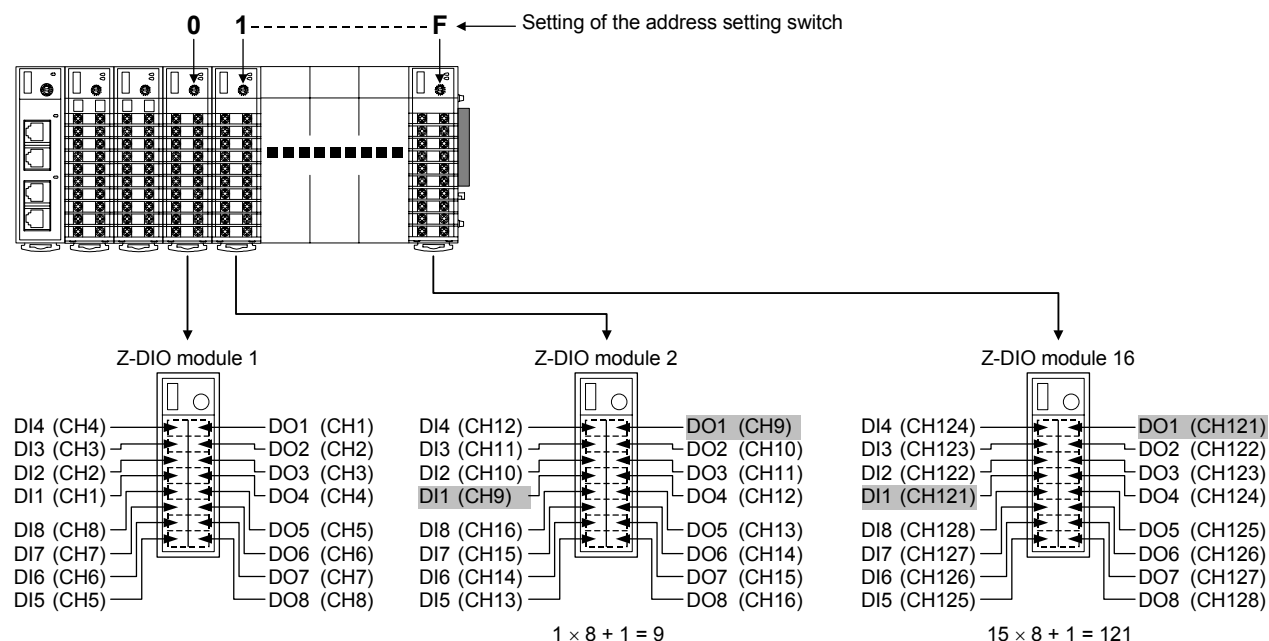 0 1 F Setting of the address setting switch
Z-DIO module 1
DI4 (CH4) DO1 (CH1)
DI3 (CH3) DO2 (CH2)
DI2 (CH2) DO3 (CH3)
DI1 (CH1) DO4 (CH4)
DI8 (CH8) DO5 (CH5)
DI7 (CH7) DO6 (CH6)
DI6 (CH6) DO7 (CH7)
DI5 (CH5) DO8 (CH8)
Z-DIO module 2
DI4 (CH12) DO1 (CH9)
DI3 (CH11) DO2 (CH10)
DI2 (CH10) DO3 (CH11)
DI1 (CH9) DO4 (CH12)
DI8 (CH16) DO5 (CH13)
DI7 (CH15) DO6 (CH14)
DI6 (CH14) DO7 (CH15)
DI5 (CH13) DO8 (CH16)
1 × 8 + 1 = 9
Z-DIO module 16
DI4 (CH124) DO1 (CH121)
DI3 (CH123) DO2 (CH122)
DI2 (CH122) DO3 (CH123)
DI1 (CH121) DO4 (CH124)
DI8 (CH128) DO5 (CH125)
DI7 (CH127) DO6 (CH126)
DI6 (CH126) DO7 (CH127)
DI5 (CH125) DO8 (CH128)
15 × 8 + 1 = 121